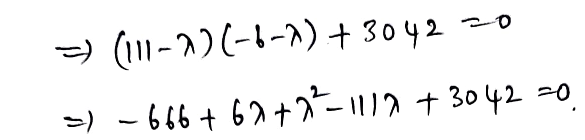 ⇒ (111-λ)(-6-λ) + 3042 = 0
⇒ -666 + 6λ + λ² - 111λ + 3042 = 0.